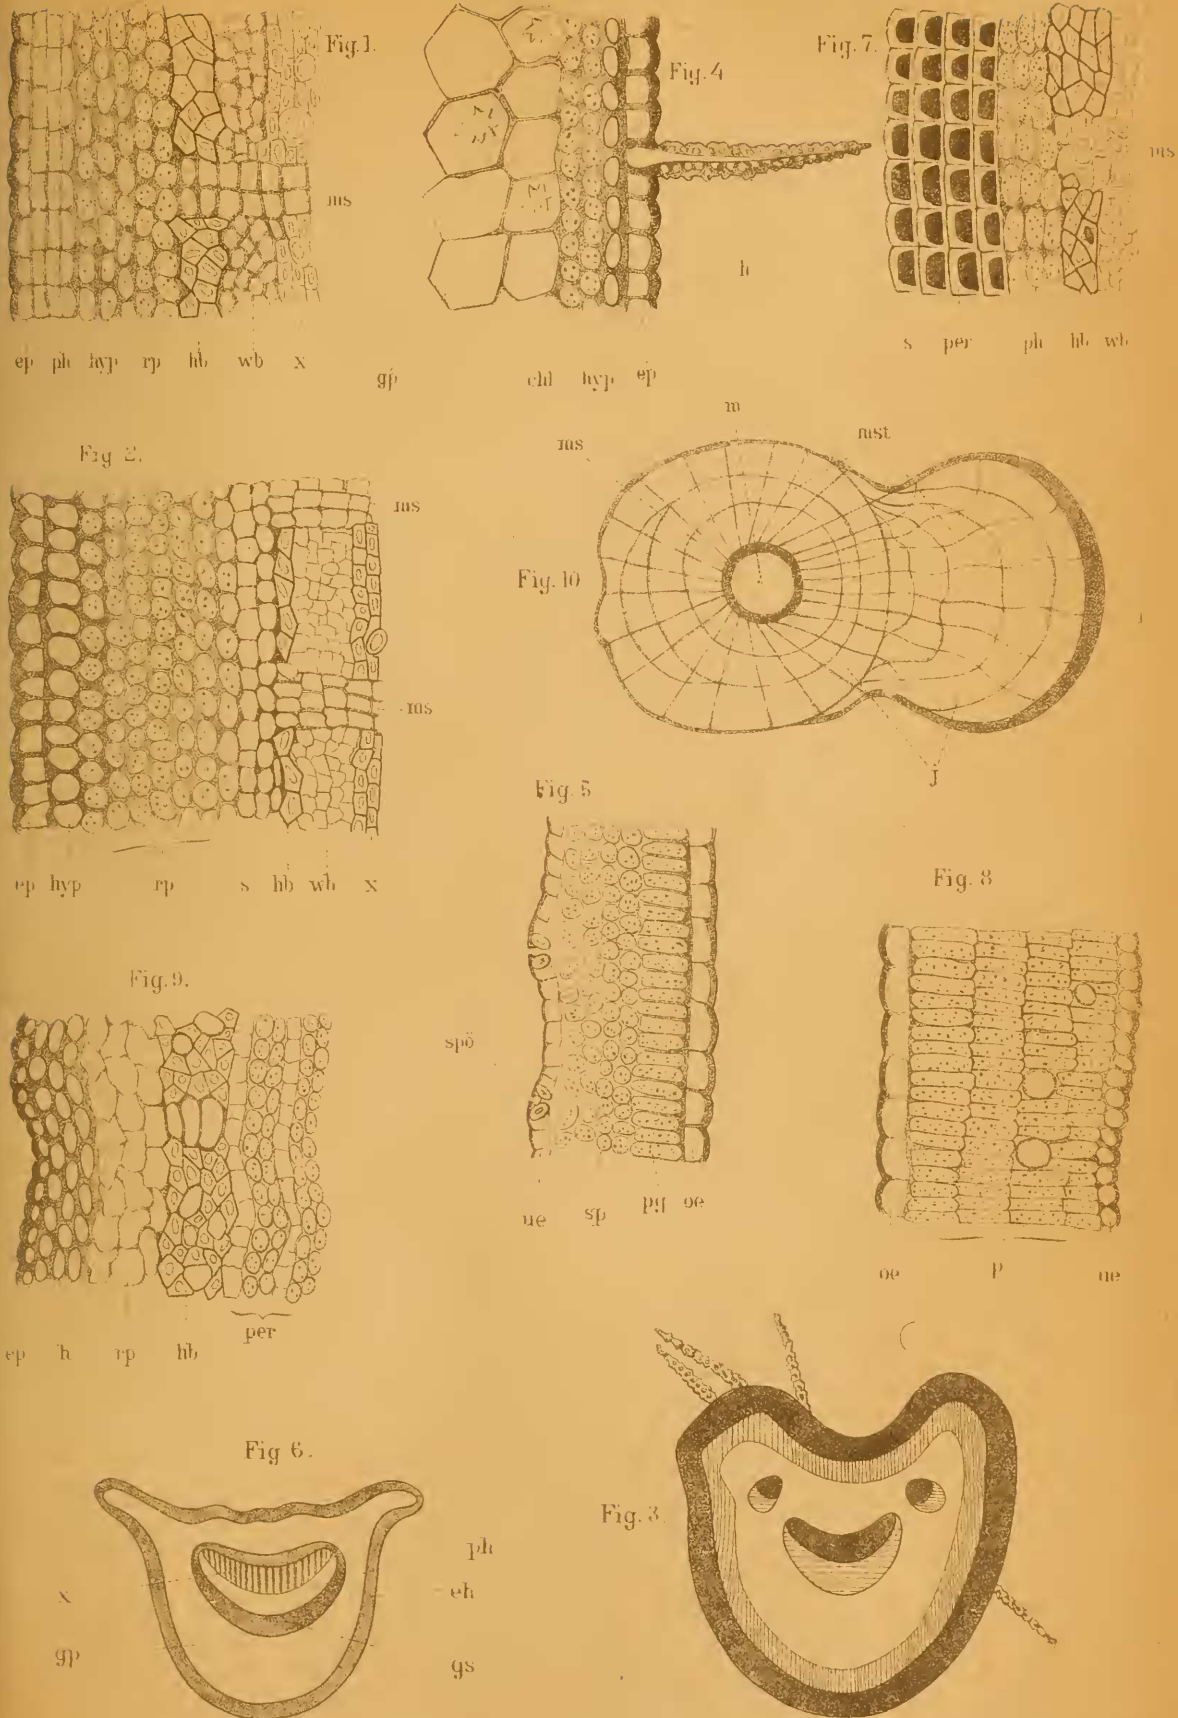 Fig. 1.
ms
ep ph hyp rp hb wb x
Fig. 4
h
gp chl hyp ep
Fig. 7.
ms
s per ph hb wb
Fig 2.
ms
ms
ep hyp rp s hb wb x
m
ms
mst
Fig. 10
J
Fig. 5
spö
ue sp pg oe
Fig. 8
oe p ue
Fig. 9.
per
ep h rp hb
Fig 6.
ph
x
eh
gp
gs
Fig. 3.